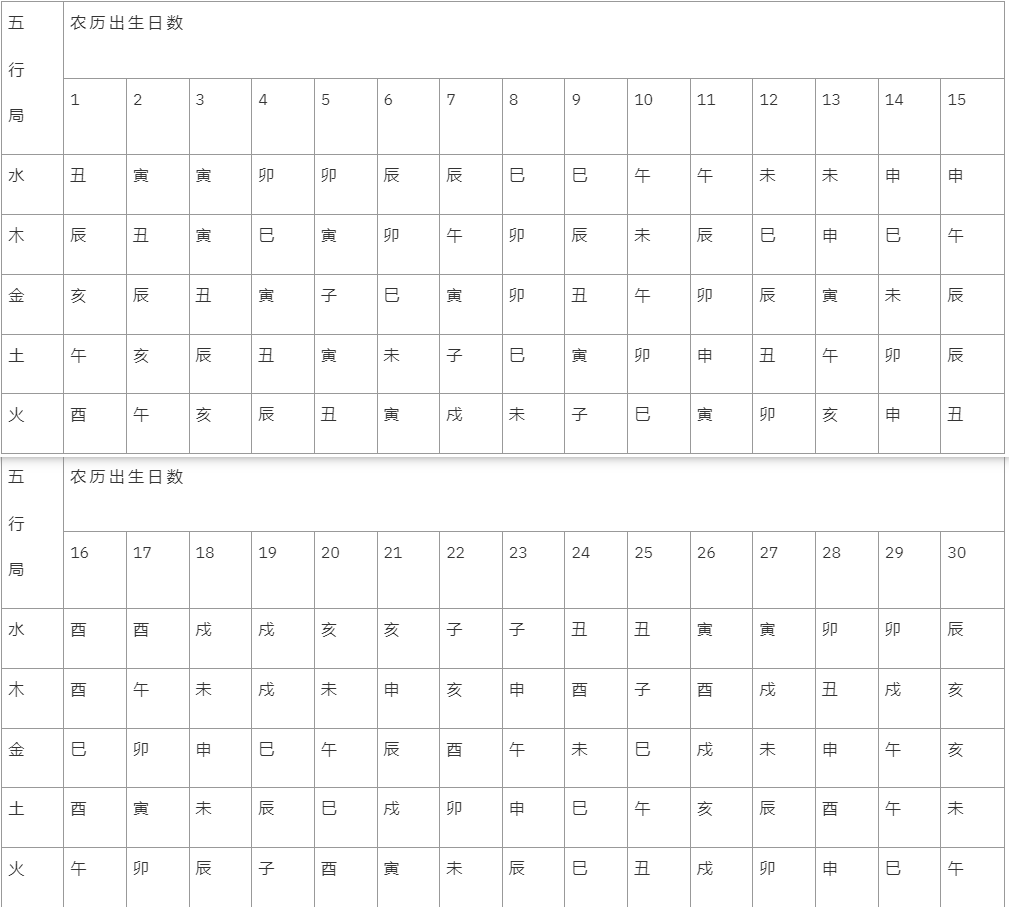 五行局 农历出生日数
1 2 3 4 5 6 7 8 9 10 11 12 13 14 15
水 丑 寅 寅 卯 卯 辰 辰 巳 巳 午 午 未 未 申 申
木 辰 丑 寅 巳 寅 卯 午 卯 辰 未 辰 巳 申 巳 午
金 亥 辰 丑 寅 子 巳 寅 卯 丑 午 卯 辰 寅 未 辰
土 午 亥 辰 丑 寅 未 子 巳 寅 卯 申 丑 午 卯 辰
火 酉 午 亥 辰 丑 寅 戌 未 子 巳 寅 卯 亥 申 丑
五行局 农历出生日数
16 17 18 19 20 21 22 23 24 25 26 27 28 29 30
水 酉 酉 戌 戌 亥 亥 子 子 丑 丑 寅 寅 卯 卯 辰
木 酉 午 未 戌 未 申 亥 申 酉 子 酉 戌 丑 戌 亥
金 巳 卯 申 巳 午 辰 酉 午 未 巳 戌 未 申 午 亥
土 酉 寅 未 辰 巳 戌 卯 申 巳 午 亥 辰 酉 午 未
火 午 卯 辰 子 酉 寅 未 辰 巳 丑 戌 卯 申 巳 午